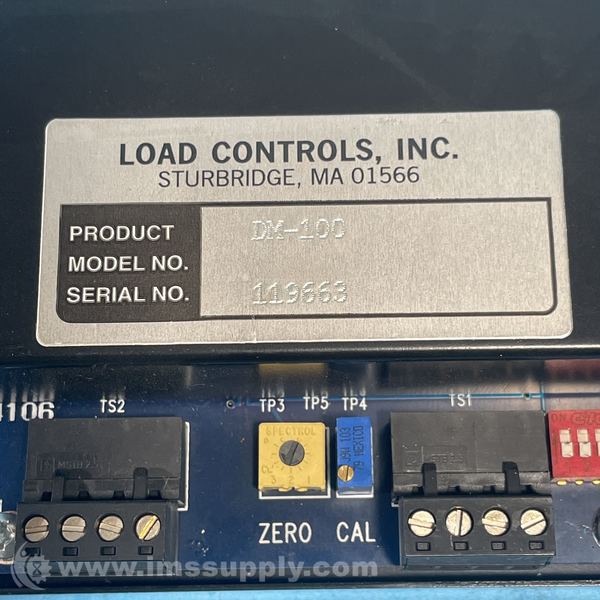 LOAD CONTROLS, INC.
STURBRIDGE, MA 01566
PRODUCT DM-100
MODEL NO.
SERIAL NO. 119663
TS2
TP3 TP5 TP4
TS1
SPECTROL
ZERO CAL
www.imssupply.com